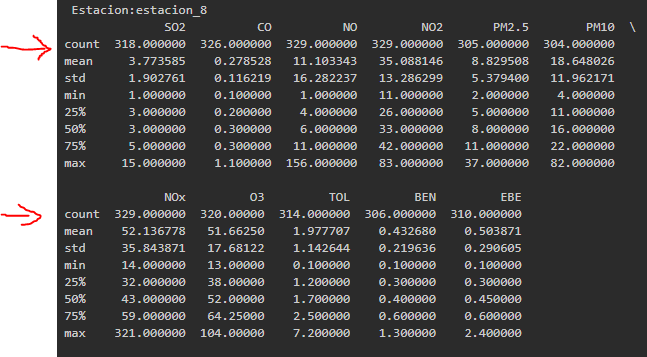 Estacion:estacion_8
SO2 CO NO NO2 PM2.5 PM10 \
count 318.000000 326.000000 329.000000 329.000000 305.000000 304.000000
mean 3.773585 0.278528 11.103343 35.088146 8.829508 18.648026
std 1.902761 0.116219 16.282237 13.286299 5.379400 11.962171
min 1.000000 0.100000 1.000000 11.000000 2.000000 4.000000
25% 3.000000 0.200000 4.000000 26.000000 5.000000 11.000000
50% 3.000000 0.300000 6.000000 33.000000 8.000000 16.000000
75% 5.000000 0.300000 11.000000 42.000000 11.000000 22.000000
max 15.000000 1.100000 156.000000 83.000000 37.000000 82.000000
NOx O3 TOL BEN EBE
count 329.000000 320.00000 314.000000 306.000000 310.000000
mean 52.136778 51.66250 1.977707 0.432680 0.503871
std 35.843871 17.68122 1.142644 0.219636 0.290605
min 14.000000 13.00000 0.100000 0.100000 0.100000
25% 32.000000 38.00000 1.200000 0.300000 0.300000
50% 43.000000 52.00000 1.700000 0.400000 0.450000
75% 59.000000 64.25000 2.500000 0.600000 0.600000
max 321.000000 104.00000 7.200000 1.300000 2.400000